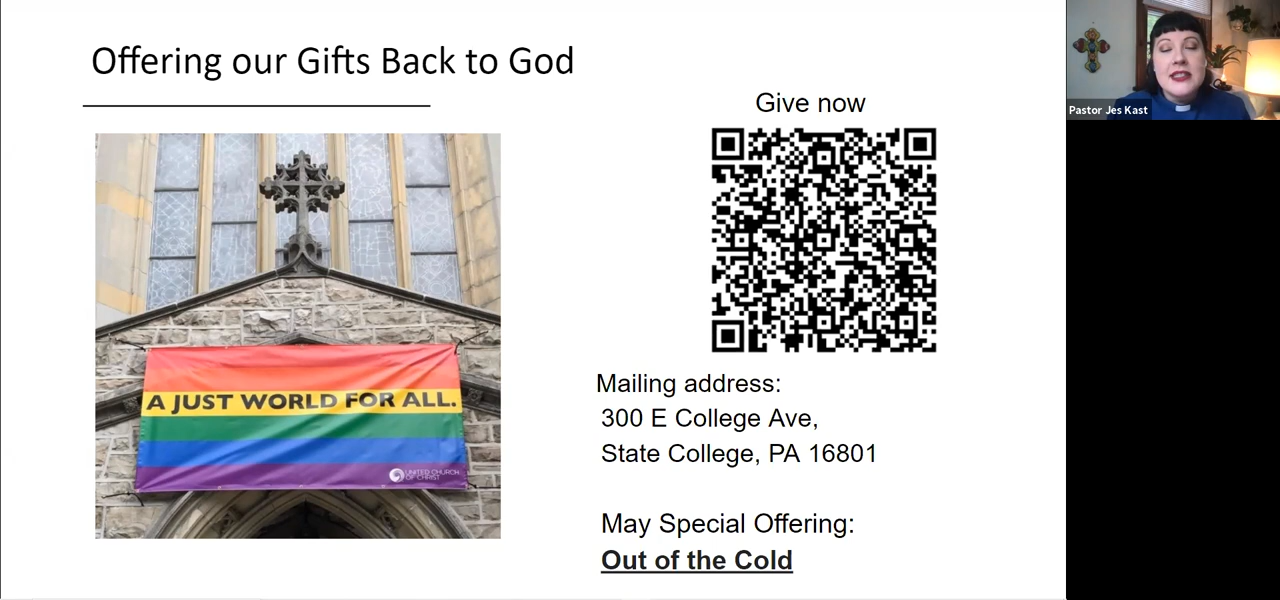 Offering our Gifts Back to God
Give now
A JUST WORLD FOR ALL.
UNITED CHURCH
OF CHRIST
Mailing address:
300 E College Ave,
State College, PA 16801
May Special Offering:
Out of the Cold
Pastor Jes Kast